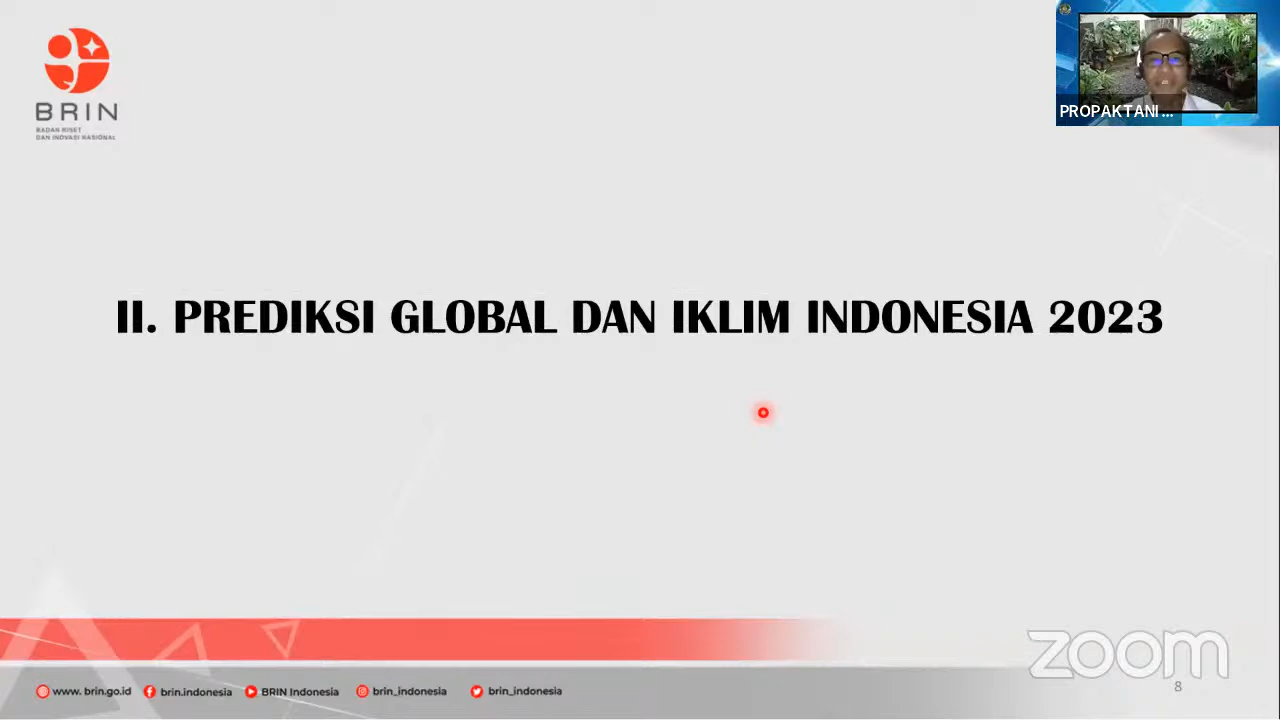 BRIN
BADAN RISET
DAN INOVASI NASIONAL
PROPAKTANI ...
II. PREDIKSI GLOBAL DAN IKLIM INDONESIA 2023
zoom
www. brin.go.id brin.indonesia BRIN Indonesia brin_indonesia brin_indonesia
8